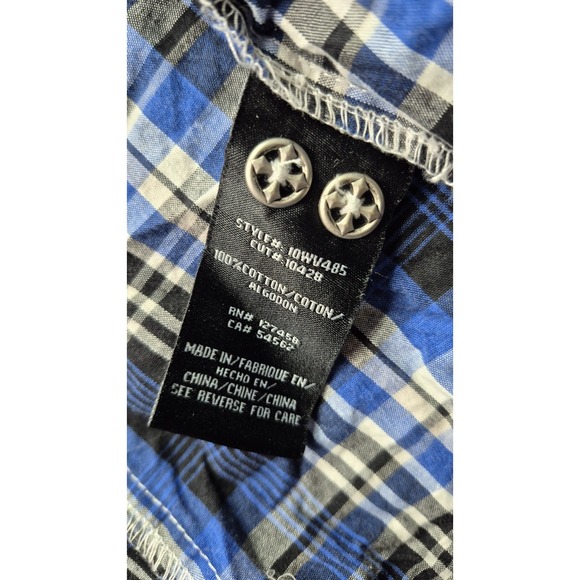 STYLE#: 10WV485
CUT#: 10428
100%COTTON/COTON/
ALGODON
RN# 127458
CA# 54562
MADE IN/FABRIQUE EN/
HECHO EN/
CHINA/CHINE/CHINA
SEE REVERSE FOR CARE